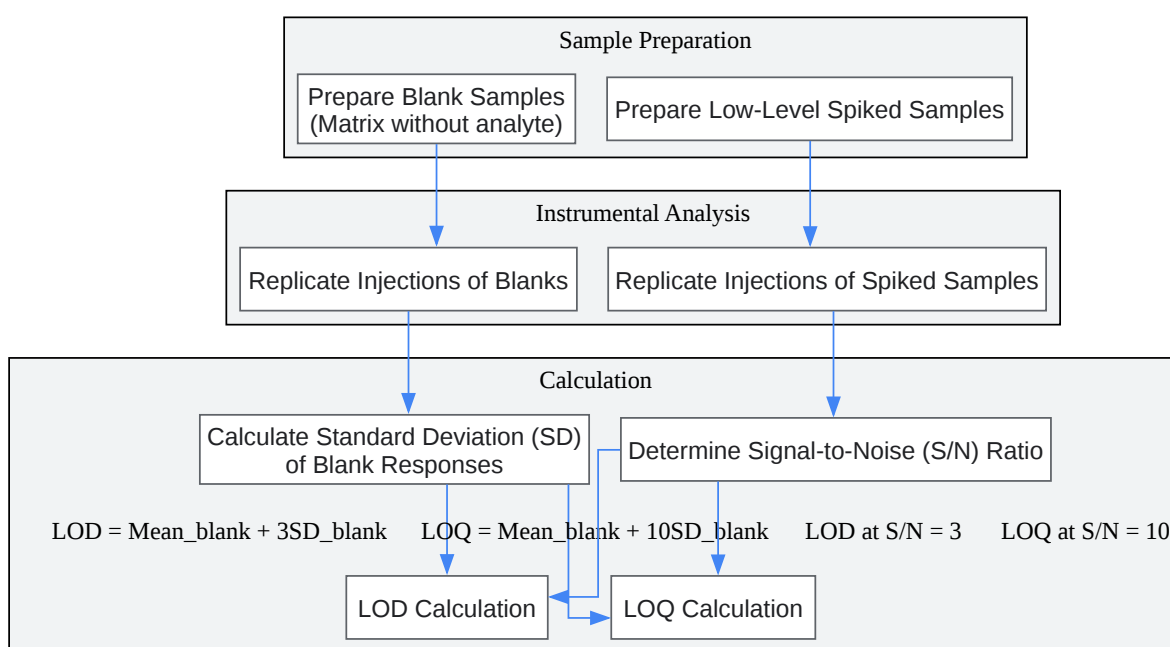 Sample Preparation
Prepare Blank Samples
(Matrix without analyte)
Prepare Low-Level Spiked Samples
Instrumental Analysis
Replicate Injections of Blanks
Replicate Injections of Spiked Samples
Calculation
Calculate Standard Deviation (SD)
of Blank Responses
Determine Signal-to-Noise (S/N) Ratio
LOD = Mean_blank + 3SD_blank
LOQ = Mean_blank + 10SD_blank
LOD at S/N = 3
LOQ at S/N = 10
LOD Calculation
LOQ Calculation